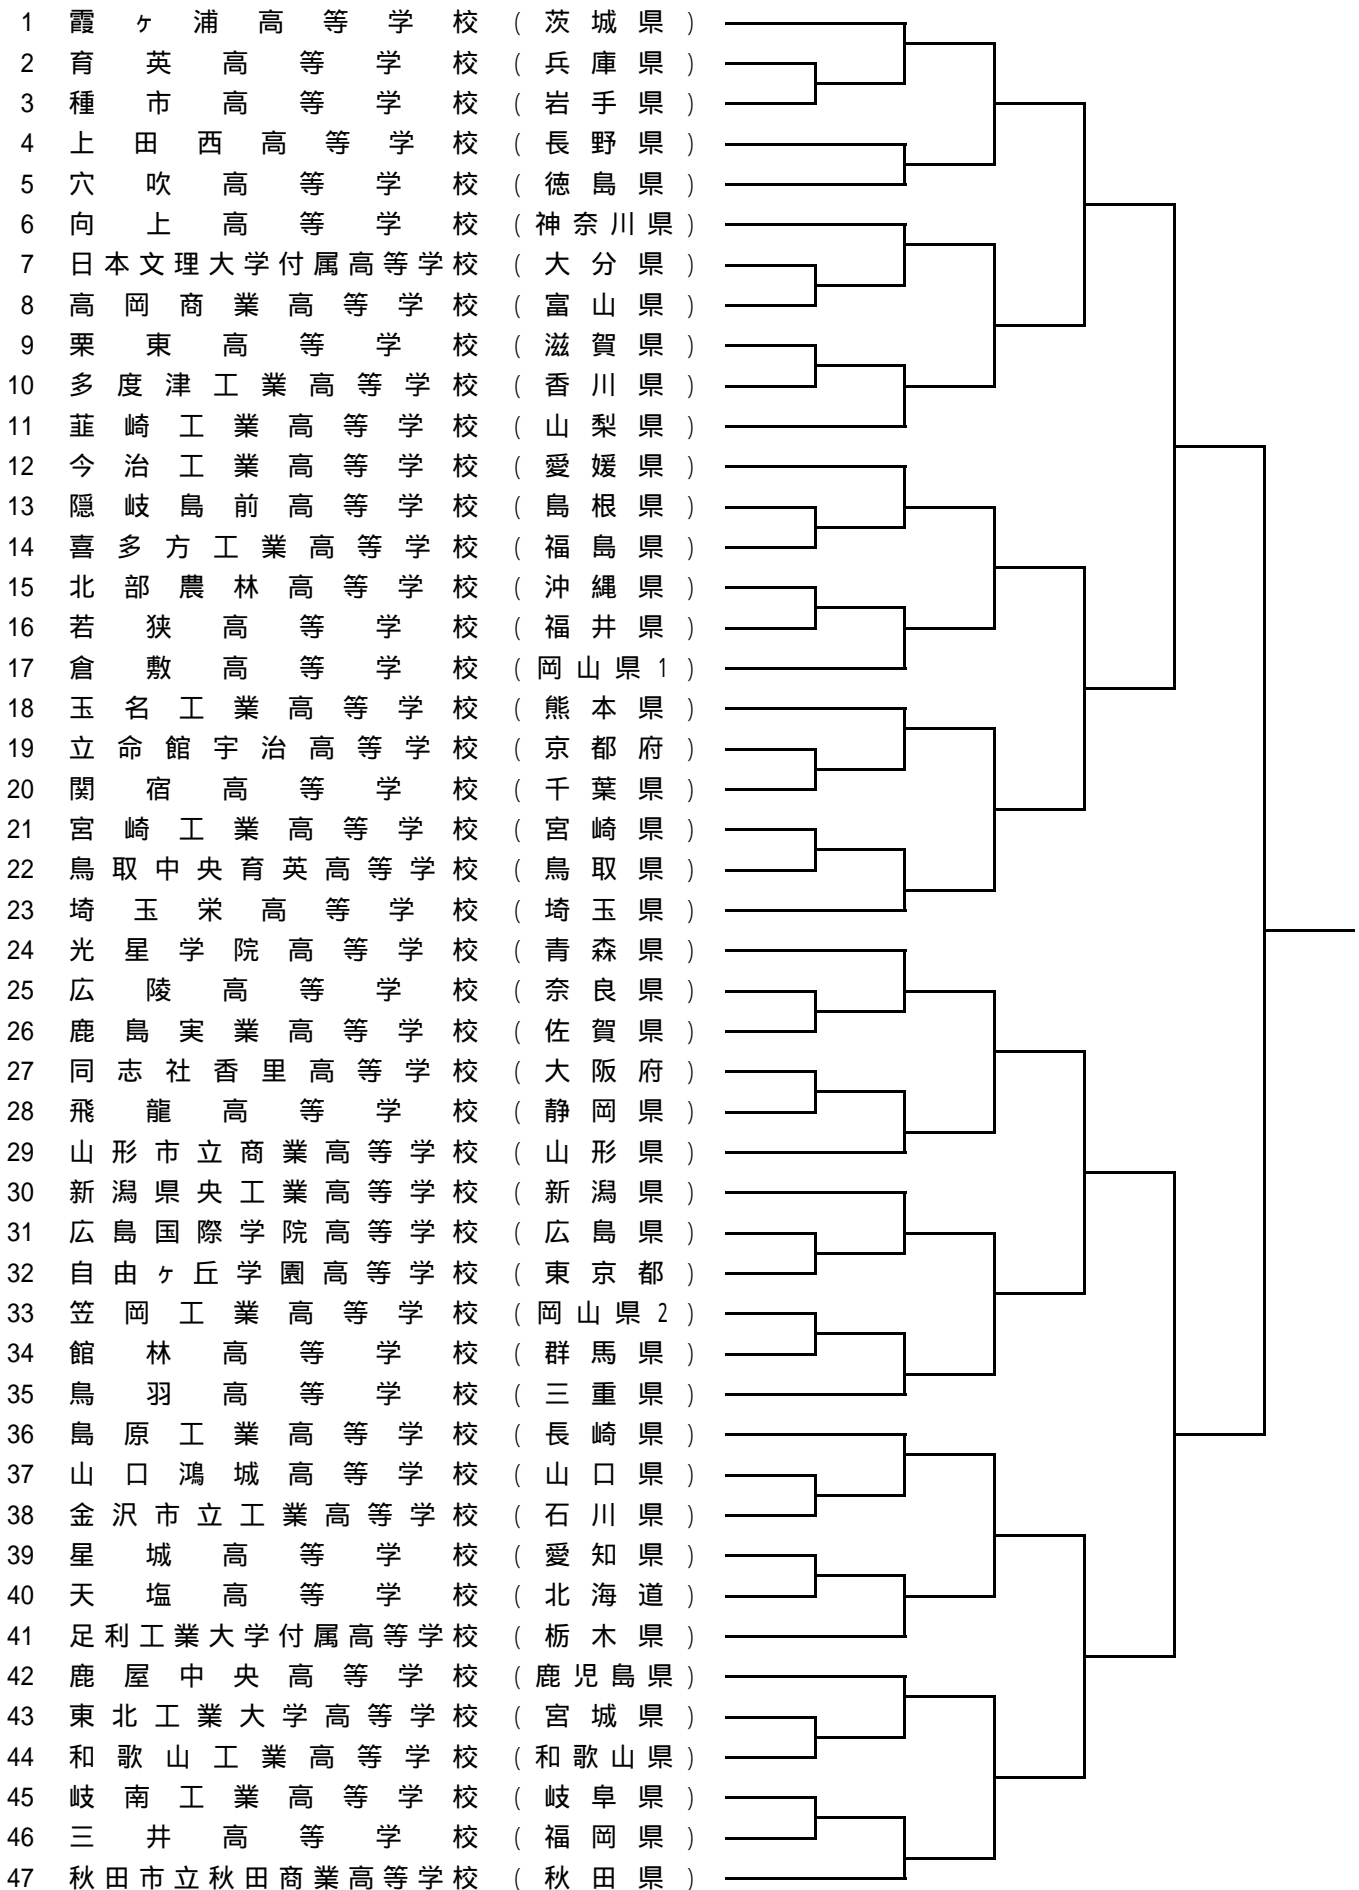 1 霞ヶ浦高等学校 (茨城県)
2 育英高等学校 (兵庫県)
3 種市高等学校 (岩手県)
4 上田西高等学校 (長野県)
5 穴吹高等学校 (徳島県)
6 向上高等学校 (神奈川県)
7 日本文理大学付属高等学校 (大分県)
8 高岡商業高等学校 (富山県)
9 栗東高等学校 (滋賀県)
10 多度津工業高等学校 (香川県)
11 韮崎工業高等学校 (山梨県)
12 今治工業高等学校 (愛媛県)
13 隠岐島前高等学校 (島根県)
14 喜多方工業高等学校 (福島県)
15 北部農林高等学校 (沖縄県)
16 若狭高等学校 (福井県)
17 倉敷高等学校 (岡山県1)
18 玉名工業高等学校 (熊本県)
19 立命館宇治高等学校 (京都府)
20 関宿高等学校 (千葉県)
21 宮崎工業高等学校 (宮崎県)
22 鳥取中央育英高等学校 (鳥取県)
23 埼玉栄高等学校 (埼玉県)
24 光星学院高等学校 (青森県)
25 広陵高等学校 (奈良県)
26 鹿島実業高等学校 (佐賀県)
27 同志社香里高等学校 (大阪府)
28 飛龍高等学校 (静岡県)
29 山形市立商業高等学校 (山形県)
30 新潟県央工業高等学校 (新潟県)
31 広島国際学院高等学校 (広島県)
32 自由ヶ丘学園高等学校 (東京都)
33 笠岡工業高等学校 (岡山県2)
34 館林高等学校 (群馬県)
35 鳥羽高等学校 (三重県)
36 島原工業高等学校 (長崎県)
37 山口鴻城高等学校 (山口県)
38 金沢市立工業高等学校 (石川県)
39 星城高等学校 (愛知県)
40 天塩高等学校 (北海道)
41 足利工業大学付属高等学校 (栃木県)
42 鹿屋中央高等学校 (鹿児島県)
43 東北工業大学高等学校 (宮城県)
44 和歌山工業高等学校 (和歌山県)
45 岐南工業高等学校 (岐阜県)
46 三井高等学校 (福岡県)
47 秋田市立秋田商業高等学校 (秋田県)